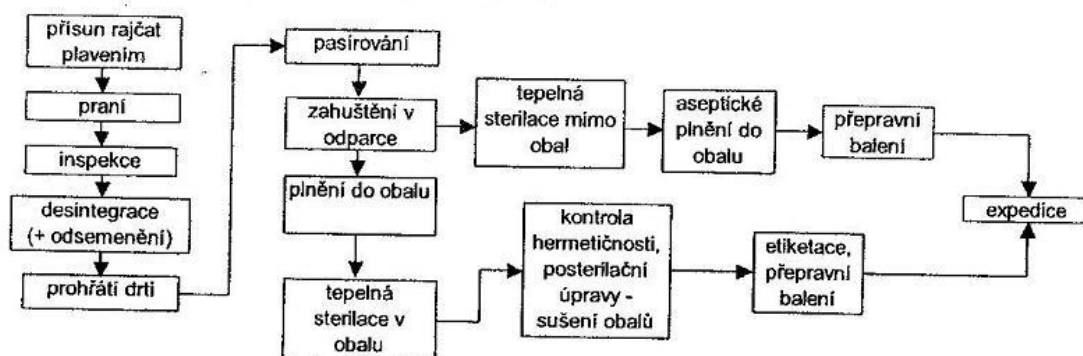 přísun rajčat
plavením
praní
inspekce
desintegrace
(+ odsemenění)
prohřátí drti
pasírování
zahuštění v
odparce
plnění do obalu
tepelná
sterilace v
obalu
tepelná
sterilace mimo
obal
aseptické
plnění do
obalu
přepravní
balení
kontrola
hermetičnosti,
posterilační
úpravy -
sušení obalů
etiketace,
přepravní
balení
expedice